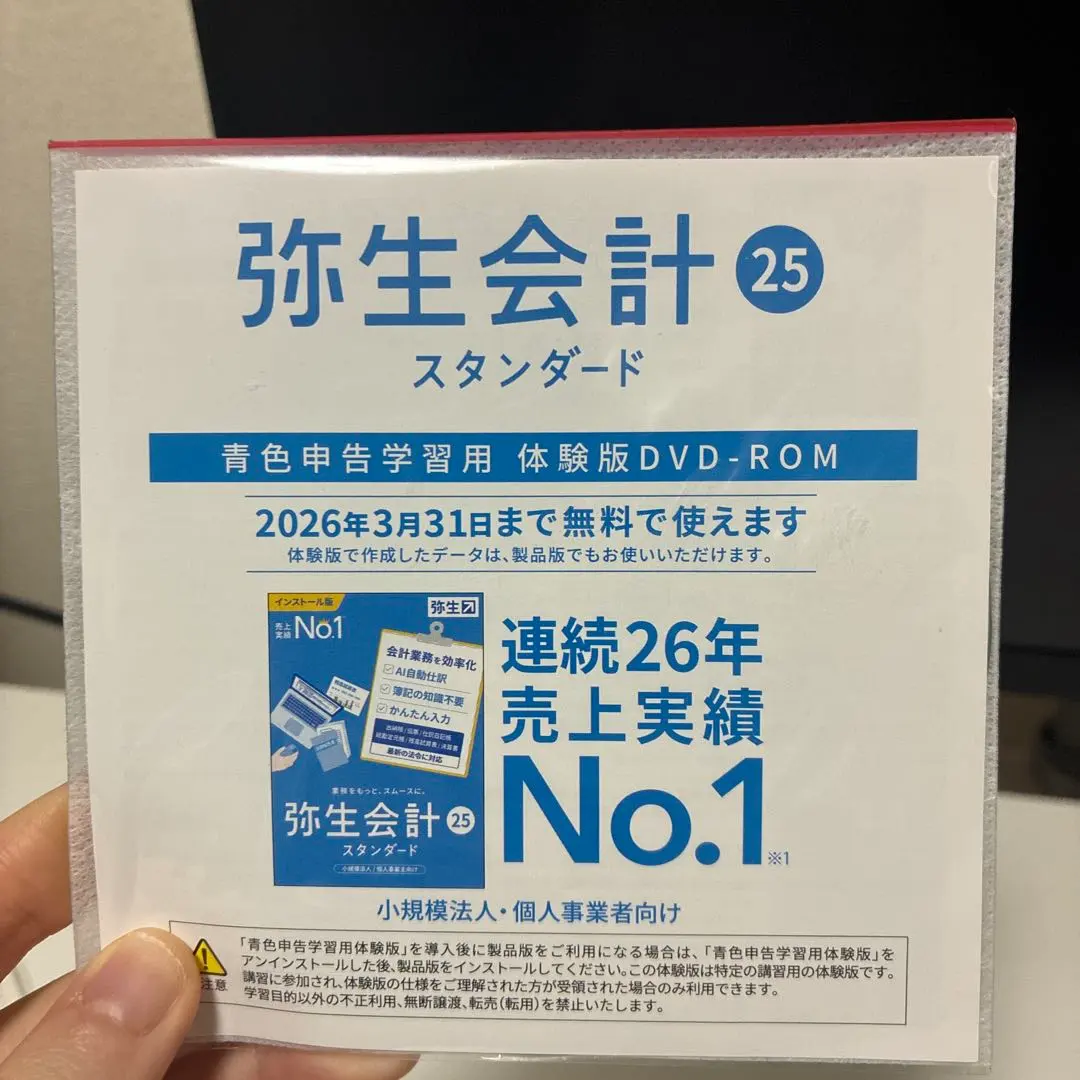 弥生会計 25
スタンダード
青色申告学習用 体験版DVD-ROM
2026年3月31日まで無料で使えます
体験版で作成したデータは、製品版でもお使いいただけます。
インストール版
弥生
売上
実績 No.1
会計業務を効率化
AI自動仕訳
簿記の知識不要
かんたん入力
最新の法令に対応
業務をもっと、スムースに。
弥生会計 25
スタンダード
小規模法人/個人事業主向け
連続26年
売上実績
No.1※1
小規模法人・個人事業者向け
注意
「青色申告学習用体験版」を導入後に製品版をご利用になる場合は、「青色申告学習用体験版」を
アンインストールした後、製品版をインストールしてください。この体験版は特定の講習用の体験版です。
講習に参加され、体験版の仕様をご理解された方が受領された場合のみ利用できます。
学習目的以外の不正利用、無断譲渡、転売(転用)を禁止いたします。